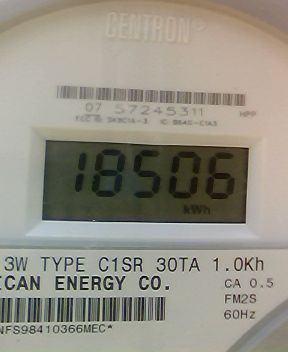 CENTRON®
07 57245311 HPP
18506
kWh
3W TYPE C1SR 30TA 1.0Kh
ICAN ENERGY CO. CA 0.5
FM2S
60Hz
NFS98410366MEC*